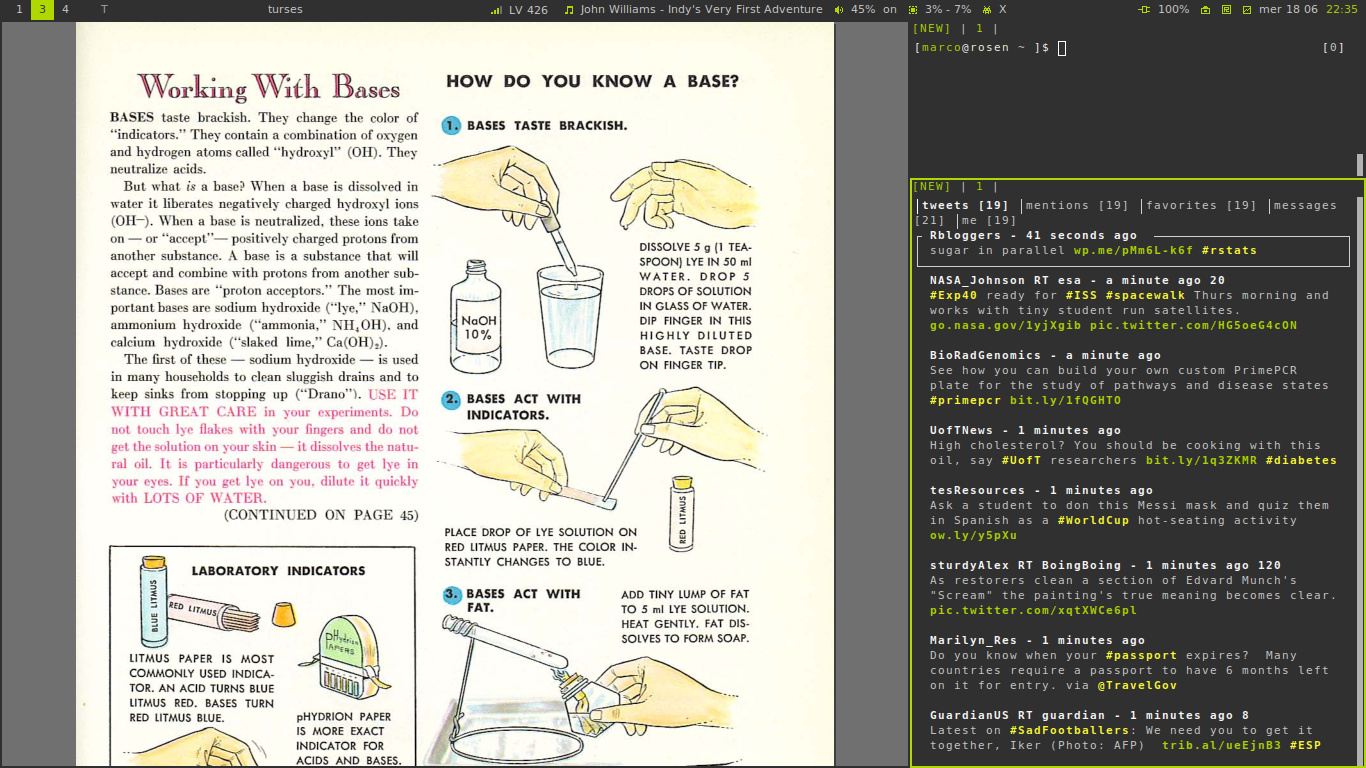 1 3 4 T turses LV 426 John Williams - Indy's Very First Adventure 45% on 3% - 7% X 100% mer 18 06 22:35
Working With Bases
BASES taste brackish. They change the color of
“indicators.” They contain a combination of oxygen
and hydrogen atoms called “hydroxyl” (OH). They
neutralize acids.
But what is a base? When a base is dissolved in
water it liberates negatively charged hydroxyl ions
(OH−). When a base is neutralized, these ions take
on — or “accept”— positively charged protons from
another substance. A base is a substance that will
accept and combine with protons from another sub-
stance. Bases are “proton acceptors.” The most im-
portant bases are sodium hydroxide (“lye,” NaOH),
ammonium hydroxide (“ammonia,” NH₄OH), and
calcium hydroxide (“slaked lime,” Ca(OH)₂).
The first of these — sodium hydroxide — is used
in many households to clean sluggish drains and to
keep sinks from stopping up (“Drano”). USE IT
WITH GREAT CARE in your experiments. Do
not touch lye flakes with your fingers and do not
get the solution on your skin — it dissolves the natu-
ral oil. It is particularly dangerous to get lye in
your eyes. If you get lye on you, dilute it quickly
with LOTS OF WATER.
(CONTINUED ON PAGE 45)
LABORATORY INDICATORS
BLUE LITMUS
RED LITMUS
pHydrion
PAPERS
LITMUS PAPER IS MOST
COMMONLY USED INDICA-
TOR. AN ACID TURNS BLUE
LITMUS RED. BASES TURN
RED LITMUS BLUE.
pHYDRION PAPER
IS MORE EXACT
INDICATOR FOR
ACIDS AND BASES.
HOW DO YOU KNOW A BASE?
1. BASES TASTE BRACKISH.
NaOH
10%
DISSOLVE 5 g (1 TEA-
SPOON) LYE IN 50 ml
WATER. DROP 5
DROPS OF SOLUTION
IN GLASS OF WATER.
DIP FINGER IN THIS
HIGHLY DILUTED
BASE. TASTE DROP
ON FINGER TIP.
2. BASES ACT WITH
INDICATORS.
RED LITMUS
PLACE DROP OF LYE SOLUTION ON
RED LITMUS PAPER. THE COLOR IN-
STANTLY CHANGES TO BLUE.
3. BASES ACT WITH
FAT.
ADD TINY LUMP OF FAT
TO 5 ml LYE SOLUTION.
HEAT GENTLY. FAT DIS-
SOLVES TO FORM SOAP.
[NEW] | 1 |
[marco@rosen ~ ]$ [0]
[NEW] | 1 |
tweets [19] mentions [19] favorites [19] messages
[21] me [19]
Rbloggers - 41 seconds ago
sugar in parallel wp.me/pMm6L-k6f #rstats
NASA_Johnson RT esa - a minute ago 20
#Exp40 ready for #ISS #spacewalk Thurs morning and
works with tiny student run satellites.
go.nasa.gov/1yjXgib pic.twitter.com/HG5oeG4cON
BioRadGenomics - a minute ago
See how you can build your own custom PrimePCR
plate for the study of pathways and disease states
#primepcr bit.ly/1fQGHTO
UofTNews - 1 minutes ago
High cholesterol? You should be cooking with this
oil, say #UofT researchers bit.ly/1q3ZKMR #diabetes
tesResources - 1 minutes ago
Ask a student to don this Messi mask and quiz them
in Spanish as a #WorldCup hot-seating activity
ow.ly/y5pXu
sturdyAlex RT BoingBoing - 1 minutes ago 120
As restorers clean a section of Edvard Munch's
"Scream" the painting's true meaning becomes clear.
pic.twitter.com/xqtXWCe6pl
Marilyn_Res - 1 minutes ago
Do you know when your #passport expires?  Many
countries require a passport to have 6 months left
on it for entry. via @TravelGov
GuardianUS RT guardian - 1 minutes ago 8
Latest on #SadFootballers: We need you to get it
together, Iker (Photo: AFP)  trib.al/ueEjnB3 #ESP